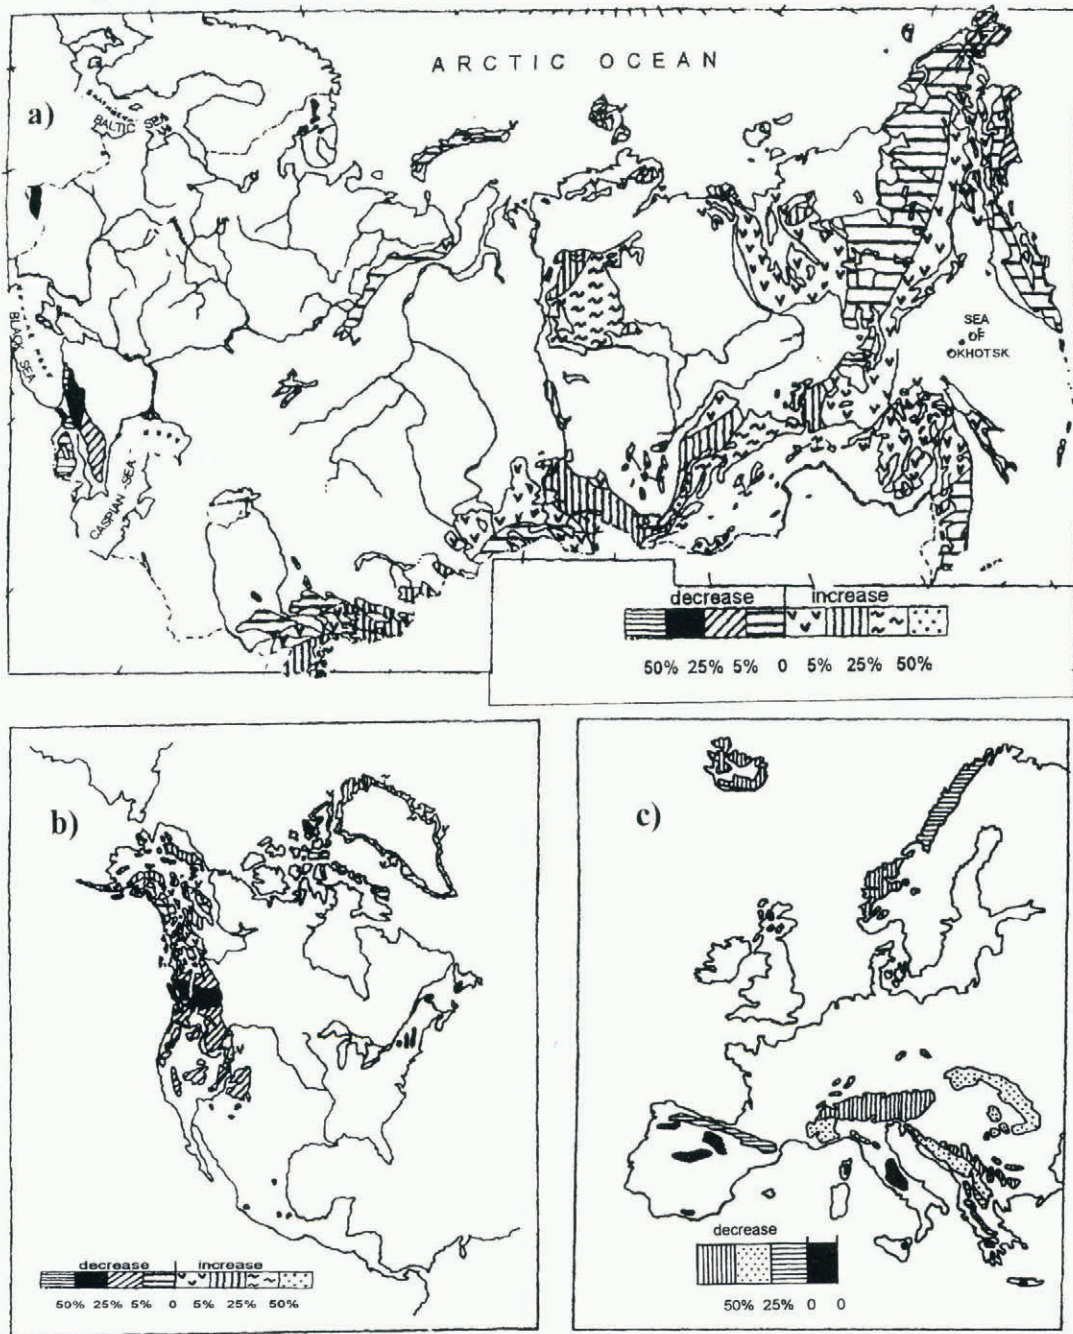 ARCTIC OCEAN
a)
BALTIC SEA
BLACK SEA
CASPIAN SEA
SEA
OF
OKHOTSK
decrease increase
50% 25% 5% 0 5% 25% 50%
b)
decrease increase
50% 25% 5% 0 5% 25% 50%
c)
decrease
50% 25% 0 0